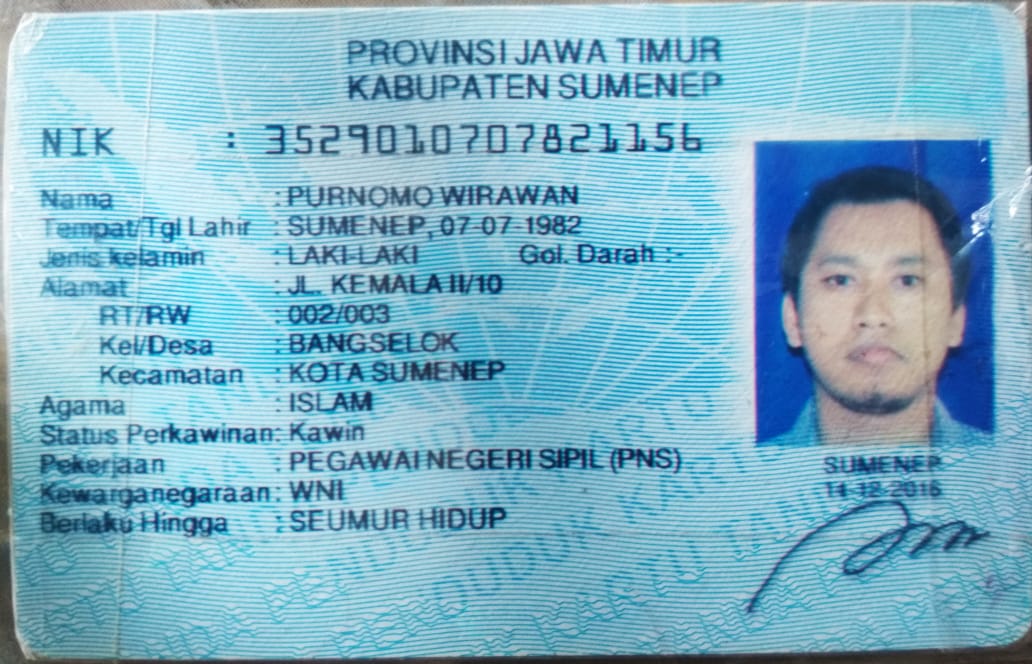 PROVINSI JAWA TIMUR
KABUPATEN SUMENEP
NIK : 3529010707821156
Nama : PURNOMO WIRAWAN
Tempat/Tgl Lahir : SUMENEP, 07-07-1982
Jenis kelamin : LAKI-LAKI Gol. Darah :-
Alamat : JL. KEMALA II/10
RT/RW : 002/003
Kel/Desa : BANGSELOK
Kecamatan : KOTA SUMENEP
Agama : ISLAM
Status Perkawinan: Kawin
Pekerjaan : PEGAWAI NEGERI SIPIL (PNS)
Kewarganegaraan: WNI
Berlaku Hingga : SEUMUR HIDUP
SUMENEP
14-12-2016